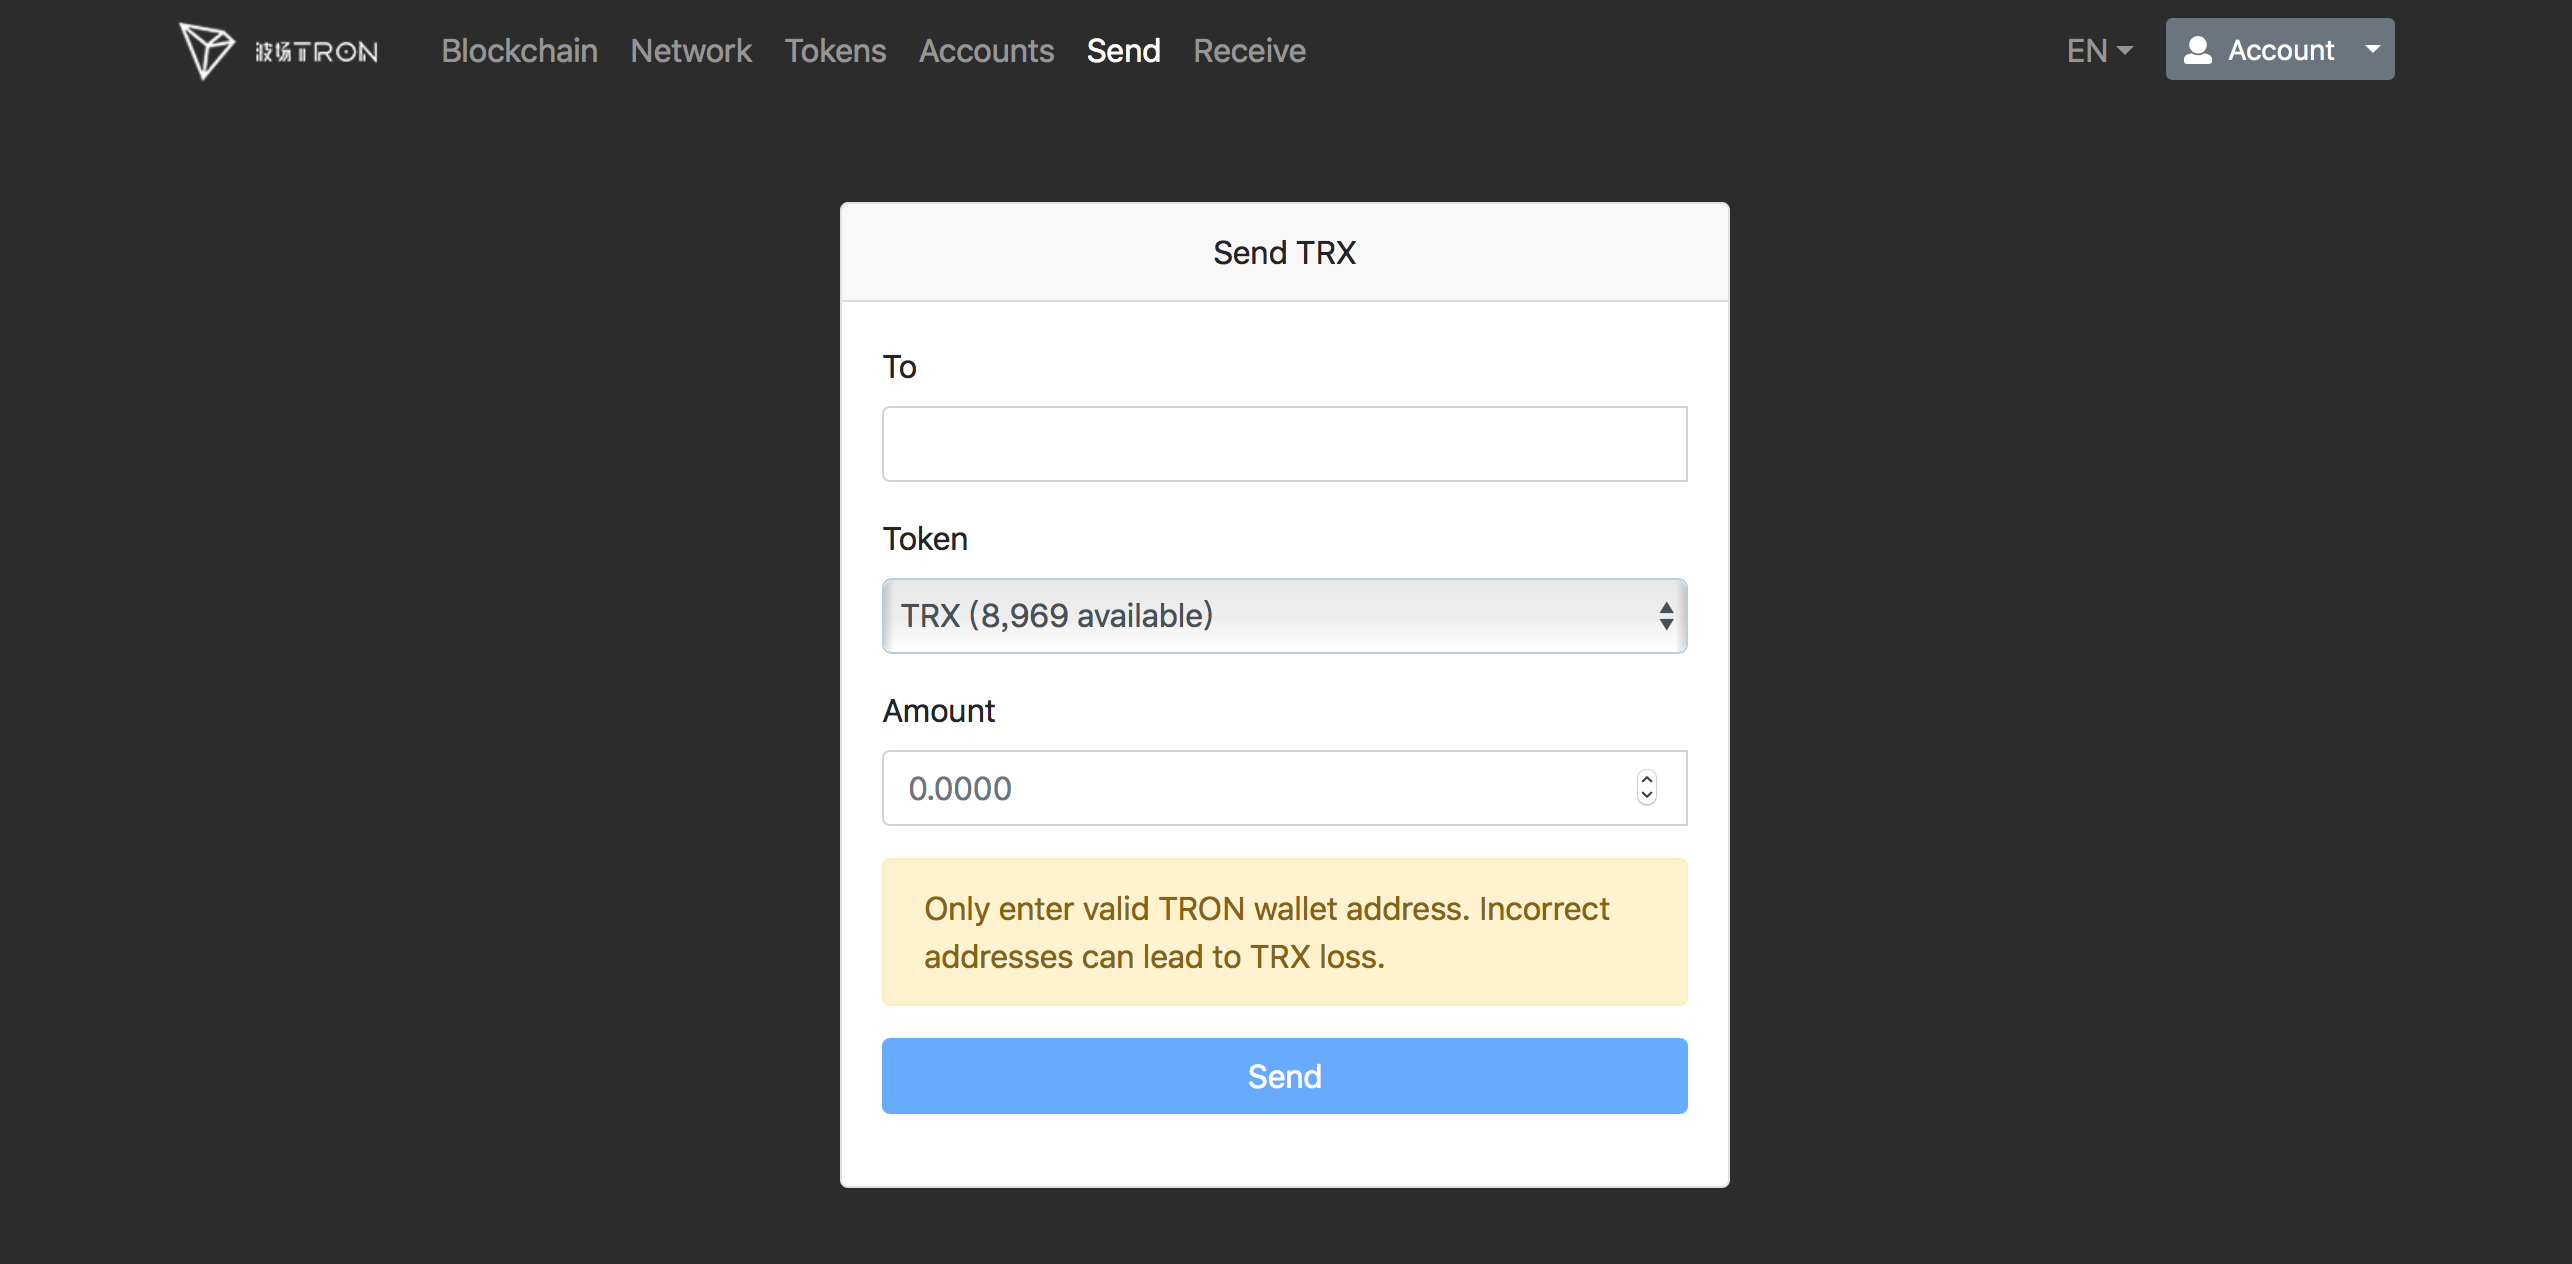 波场TRON
Blockchain Network Tokens Accounts Send Receive
EN
Account
Send TRX
To
Token
TRX (8,969 available)
Amount
0.0000
Only enter valid TRON wallet address. Incorrect
addresses can lead to TRX loss.
Send